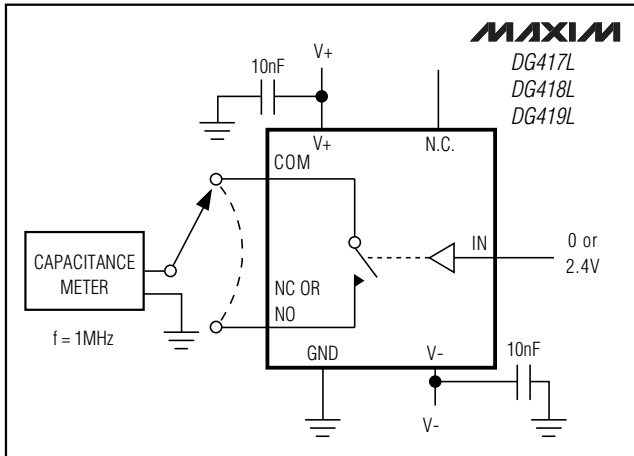 MAXIM
DG417L
DG418L
DG419L
V+
10nF
V+
N.C.
COM
IN
0 or
2.4V
CAPACITANCE
METER
f = 1MHz
NC OR
NO
GND
V-
10nF
V-